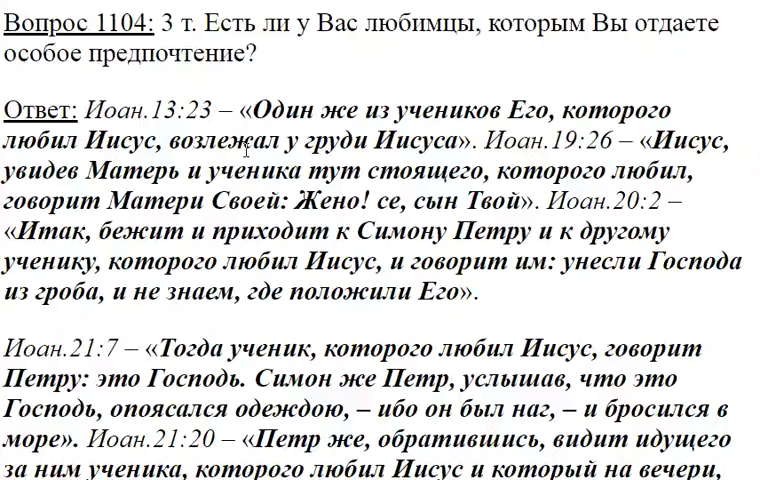 Вопрос 1104: 3 т. Есть ли у Вас любимцы, которым Вы отдаете
особое предпочтение?
Ответ: Иоан.13:23 – «Один же из учеников Его, которого
любил Иисус, возлежал у груди Иисуса». Иоан.19:26 – «Иисус,
увидев Матерь и ученика тут стоящего, которого любил,
говорит Матери Своей: Жено! се, сын Твой». Иоан.20:2 –
«Итак, бежит и приходит к Симону Петру и к другому
ученику, которого любил Иисус, и говорит им: унесли Господа
из гроба, и не знаем, где положили Его».
Иоан.21:7 – «Тогда ученик, которого любил Иисус, говорит
Петру: это Господь. Симон же Петр, услышав, что это
Господь, опоясался одеждою, – ибо он был наг, – и бросился в
море». Иоан.21:20 – «Петр же, обратившись, видит идущего
за ним ученика, которого любил Иисус и который на вечери,